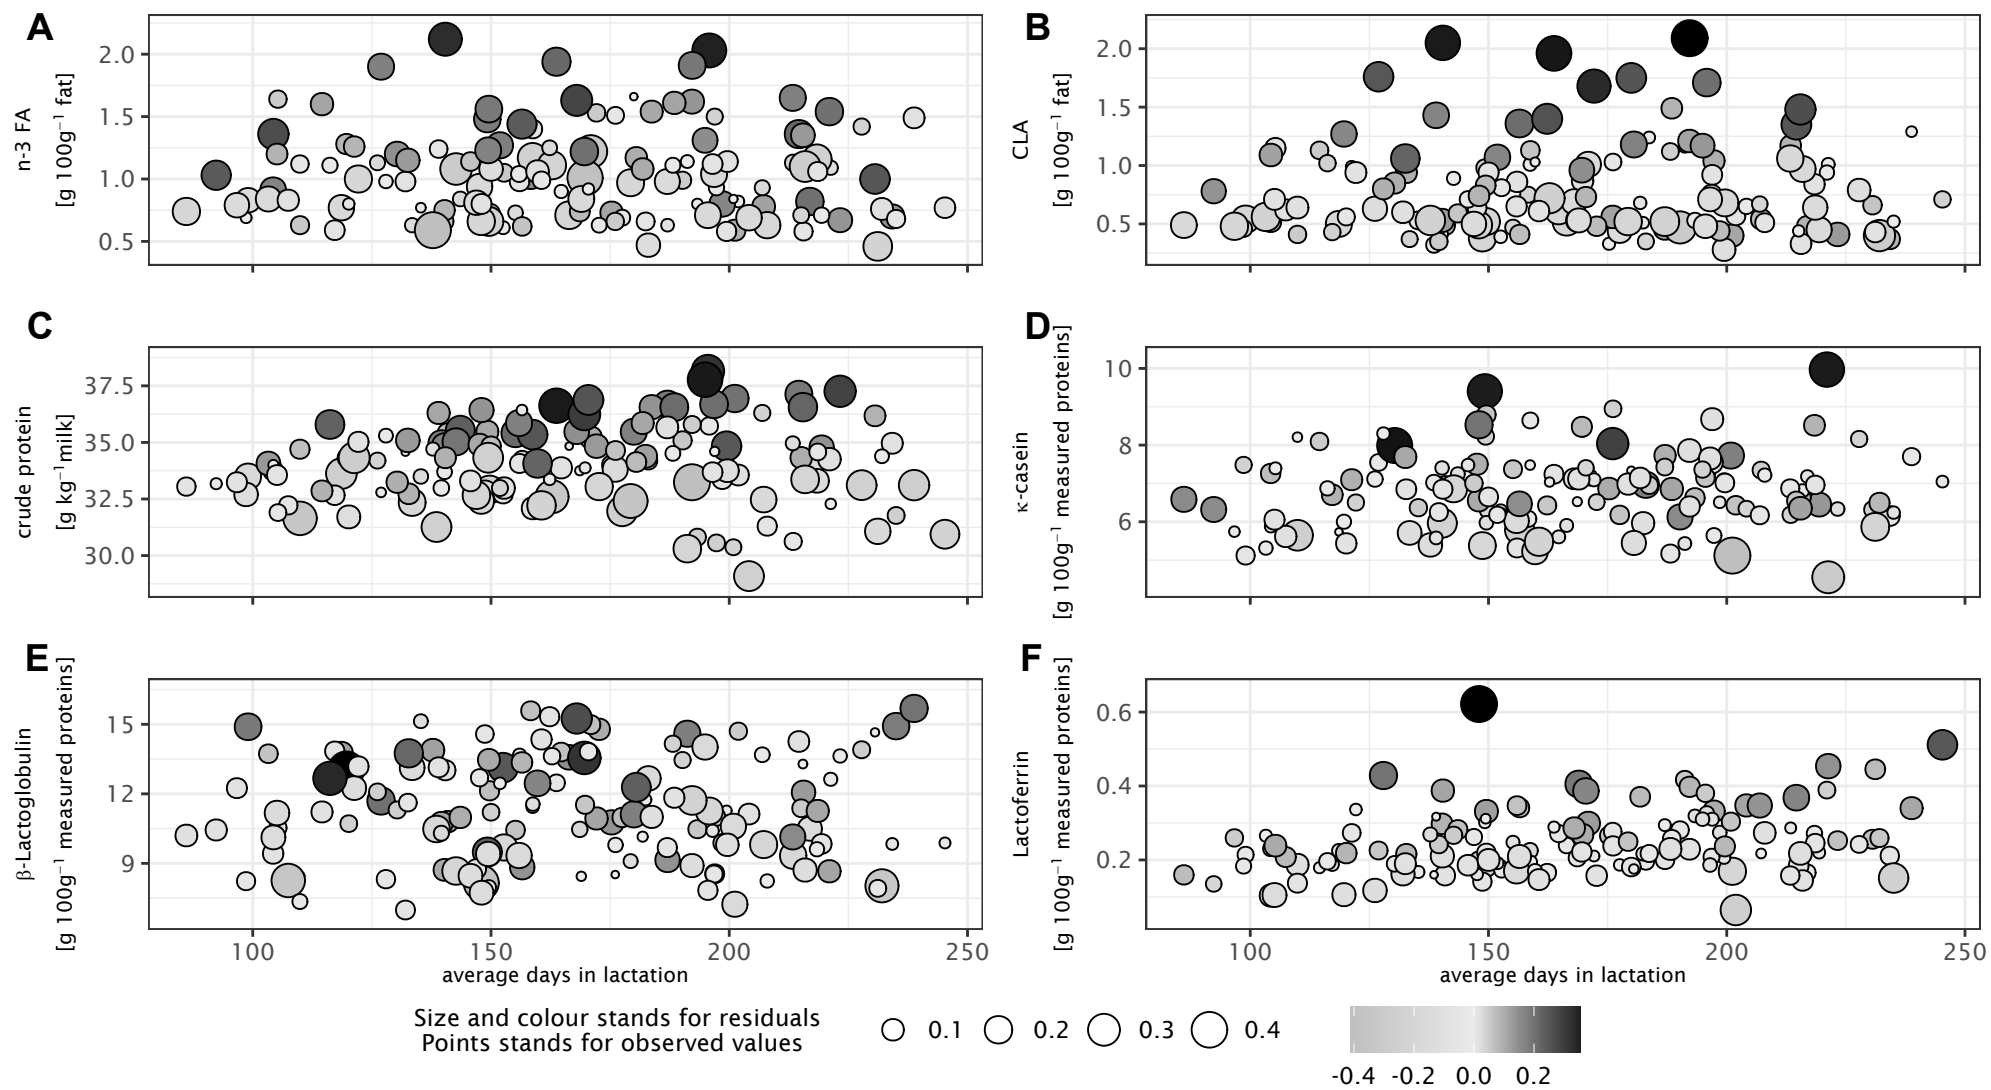 A
n-3 FA
[g 100g⁻¹ fat]
2.0
1.5
1.0
0.5
B
CLA
[g 100g⁻¹ fat]
2.0
1.5
1.0
0.5
C
crude protein
[g kg⁻¹milk]
37.5
35.0
32.5
30.0
D
κ-casein
[g 100g⁻¹ measured proteins]
10
8
6
E
β-Lactoglobulin
[g 100g⁻¹ measured proteins]
15
12
9
100 150 200 250
average days in lactation
F
Lactoferrin
[g 100g⁻¹ measured proteins]
0.6
0.4
0.2
100 150 200 250
average days in lactation
Size and colour stands for residuals
Points stands for observed values
0.1 0.2 0.3 0.4
-0.4 -0.2 0.0 0.2